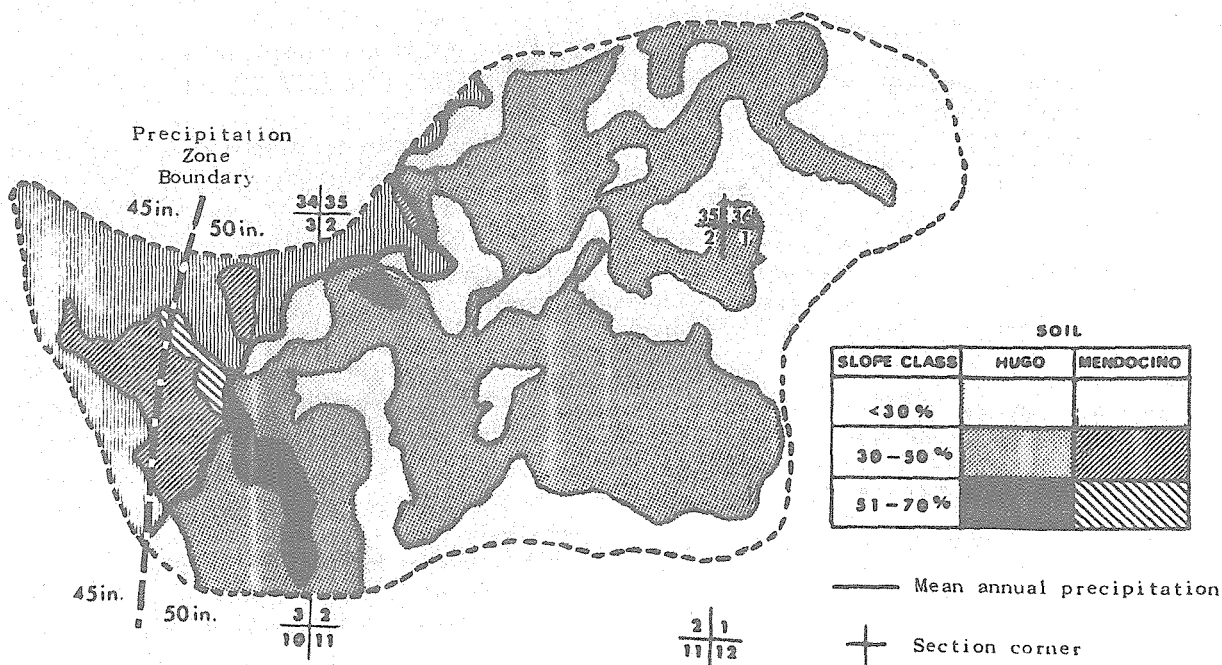 Precipitation
Zone
Boundary
45in.
50in.
34 35
3 2
35 36
2 1
45in.
50in.
3 2
10 11
2 1
11 12
SOIL
SLOPE CLASS HUGO MENDOCINO
<30%
30-50%
51-70%
Mean annual precipitation
Section corner